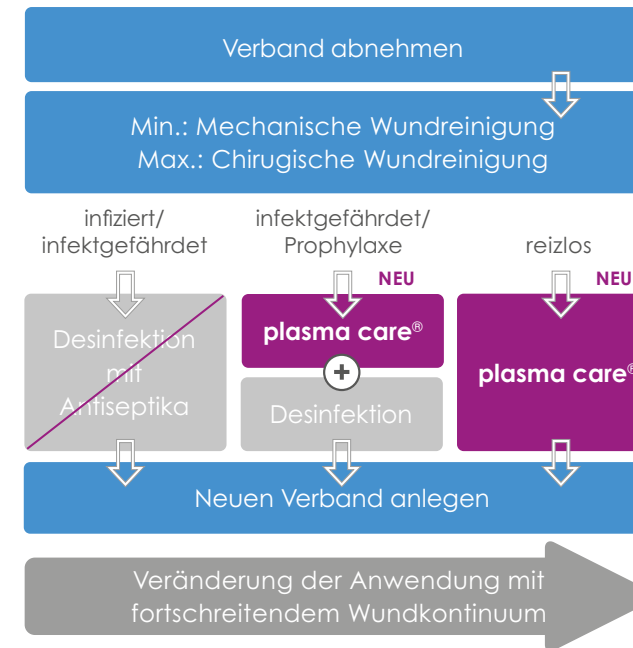 Verband abnehmen
Min.: Mechanische Wundreinigung
Max.: Chirugische Wundreinigung
infiziert/
infektgefährdet
infektgefährdet/
Prophylaxe
reizlos
NEU
NEU
Desinfektion
mit
Antiseptika
plasma care®
+
Desinfektion
plasma care®
Neuen Verband anlegen
Veränderung der Anwendung mit
fortschreitendem Wundkontinuum